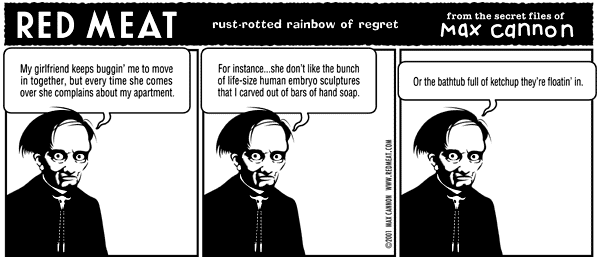 RED MEAT
rust-rotted rainbow of regret
from the secret files of
Max cannon
My girlfriend keeps buggin' me to move
in together, but every time she comes
over she complains about my apartment.
For instance...she don't like the bunch
of life-size human embryo sculptures
that I carved out of bars of hand soap.
©2001 MAX CANNON WWW.REDMEAT.COM
Or the bathtub full of ketchup they're floatin' in.